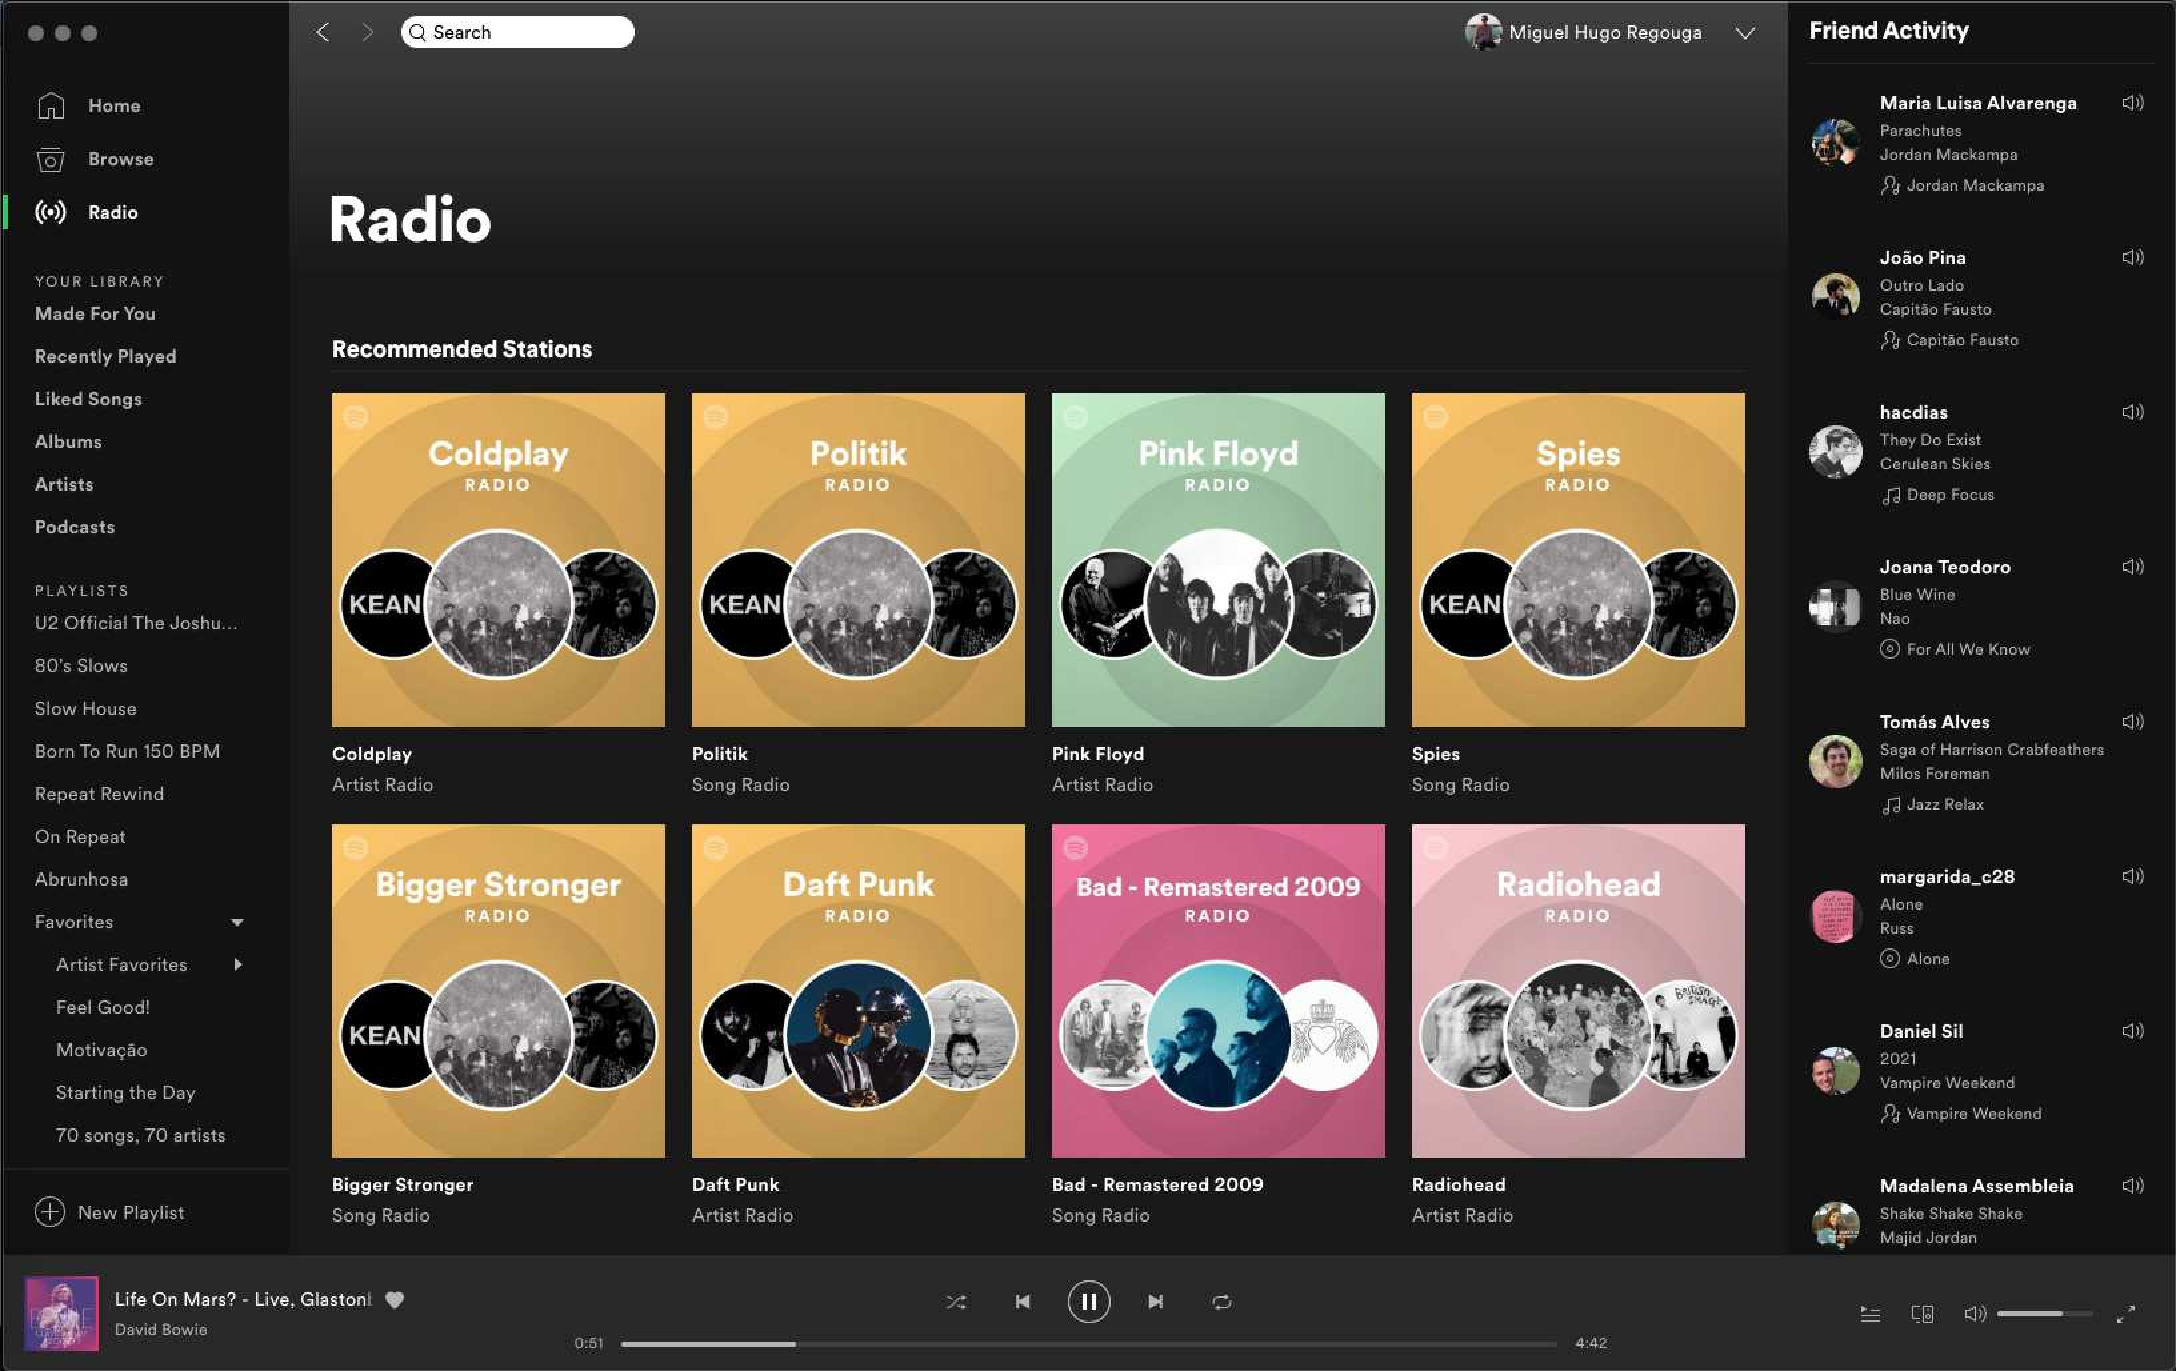 Search
Miguel Hugo Regouga
Home
Browse
Radio
YOUR LIBRARY
Made For You
Recently Played
Liked Songs
Albums
Artists
Podcasts
PLAYLISTS
U2 Official The Joshu...
80's Slows
Slow House
Born To Run 150 BPM
Repeat Rewind
On Repeat
Abrunhosa
Favorites
Artist Favorites
Feel Good!
Motivação
Starting the Day
70 songs, 70 artists
New Playlist
Radio
Recommended Stations
Coldplay
RADIO
KEAN
Coldplay
Artist Radio
Politik
RADIO
KEAN
Politik
Song Radio
Pink Floyd
RADIO
Pink Floyd
Artist Radio
Spies
RADIO
KEAN
Spies
Song Radio
Bigger Stronger
RADIO
KEAN
Bigger Stronger
Song Radio
Daft Punk
RADIO
Daft Punk
Artist Radio
Bad - Remastered 2009
RADIO
Bad - Remastered 2009
Song Radio
Radiohead
RADIO
Radiohead
Artist Radio
Friend Activity
Maria Luisa Alvarenga
Parachutes
Jordan Mackampa
Jordan Mackampa
João Pina
Outro Lado
Capitão Fausto
Capitão Fausto
hacdias
They Do Exist
Cerulean Skies
Deep Focus
Joana Teodoro
Blue Wine
Nao
For All We Know
Tomás Alves
Saga of Harrison Crabfeathers
Milos Foreman
Jazz Relax
margarida_c28
Alone
Russ
Alone
Daniel Sil
2021
Vampire Weekend
Vampire Weekend
Madalena Assembleia
Shake Shake Shake
Majid Jordan
Life On Mars? - Live, Glaston
David Bowie
0:51
4:42